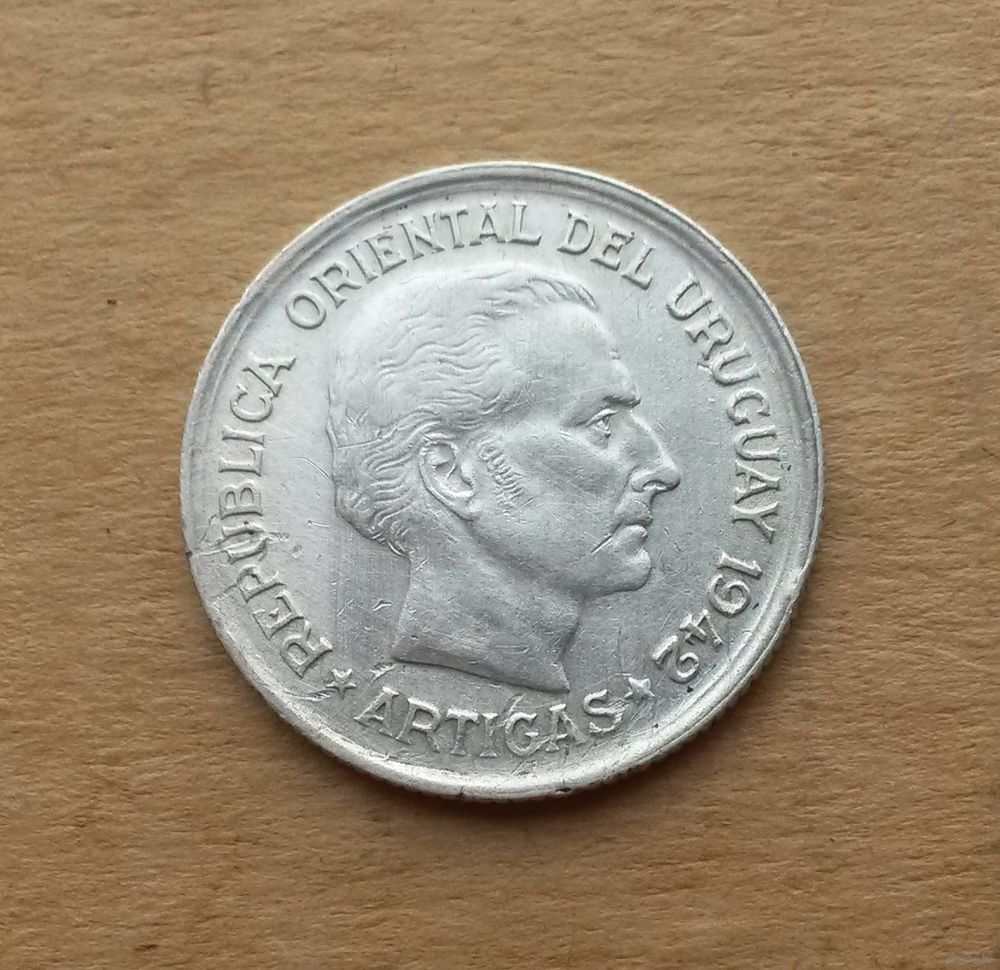 REPUBLICA ORIENTAL DEL URUGUAY 1942
ARTIGAS